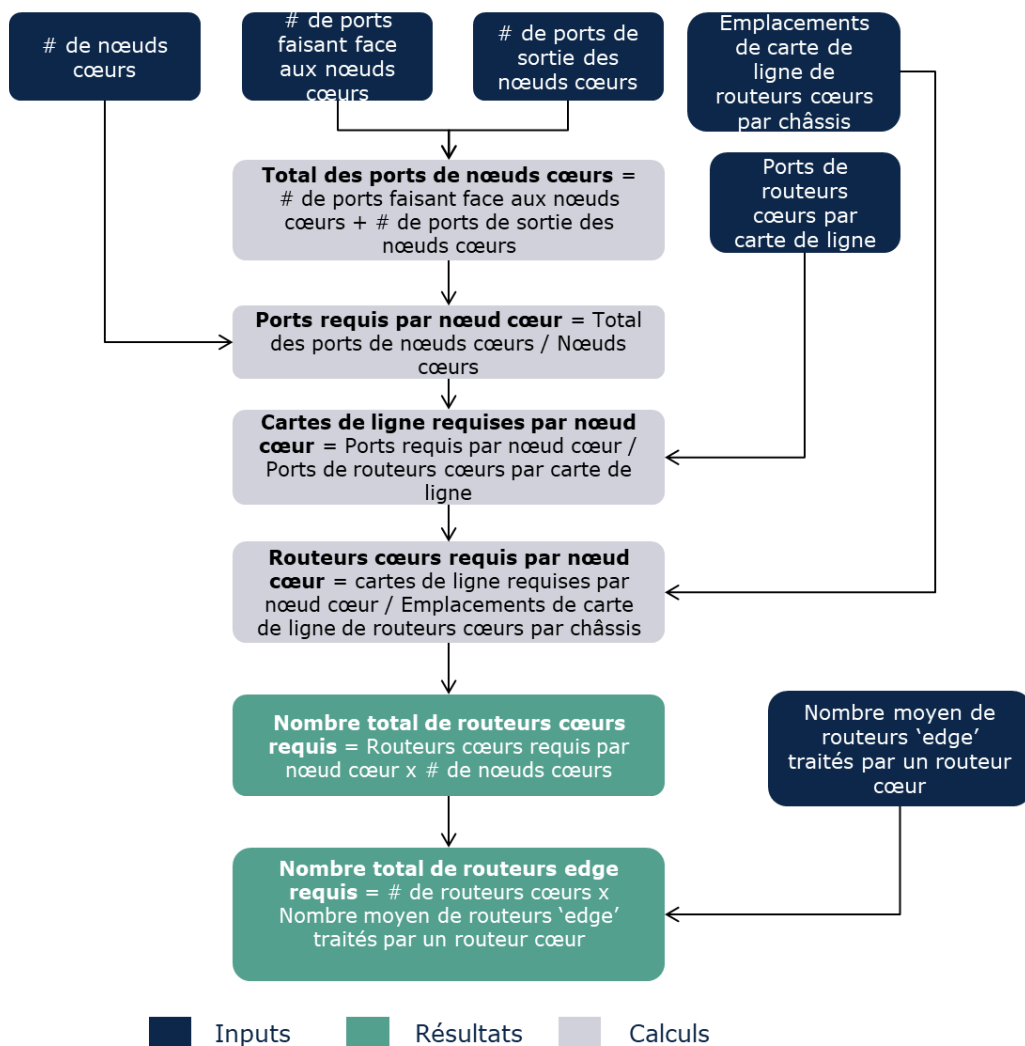 # de nœuds
cœurs
# de ports
faisant face
aux nœuds
cœurs
# de ports de
sortie des
nœuds cœurs
Emplacements
de carte de
ligne de
routeurs cœurs
par châssis
Ports de
routeurs
cœurs par
carte de ligne
Total des ports de nœuds cœurs =
# de ports faisant face aux nœuds
cœurs + # de ports de sortie des
nœuds cœurs
Ports requis par nœud cœur = Total
des ports de nœuds cœurs / Nœuds
cœurs
Cartes de ligne requises par nœud
cœur = Ports requis par nœud cœur /
Ports de routeurs cœurs par carte de
ligne
Routeurs cœurs requis par nœud
cœur = cartes de ligne requises par
nœud cœur / Emplacements de carte
de ligne de routeurs cœurs par châssis
Nombre total de routeurs cœurs
requis = Routeurs cœurs requis par
nœud cœur x # de nœuds cœurs
Nombre moyen de
routeurs ‘edge’
traités par un routeur
cœur
Nombre total de routeurs edge
requis = # de routeurs cœurs x
Nombre moyen de routeurs ‘edge’
traités par un routeur cœur
Inputs
Résultats
Calculs